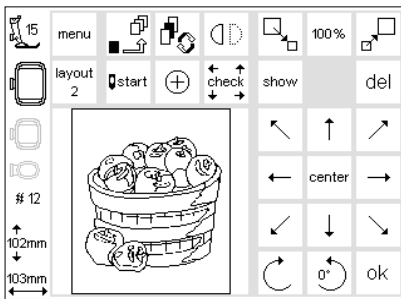 15 menu 100%
layout
2
start
check
show
del
center
# 12
102mm
103mm
0°
ok